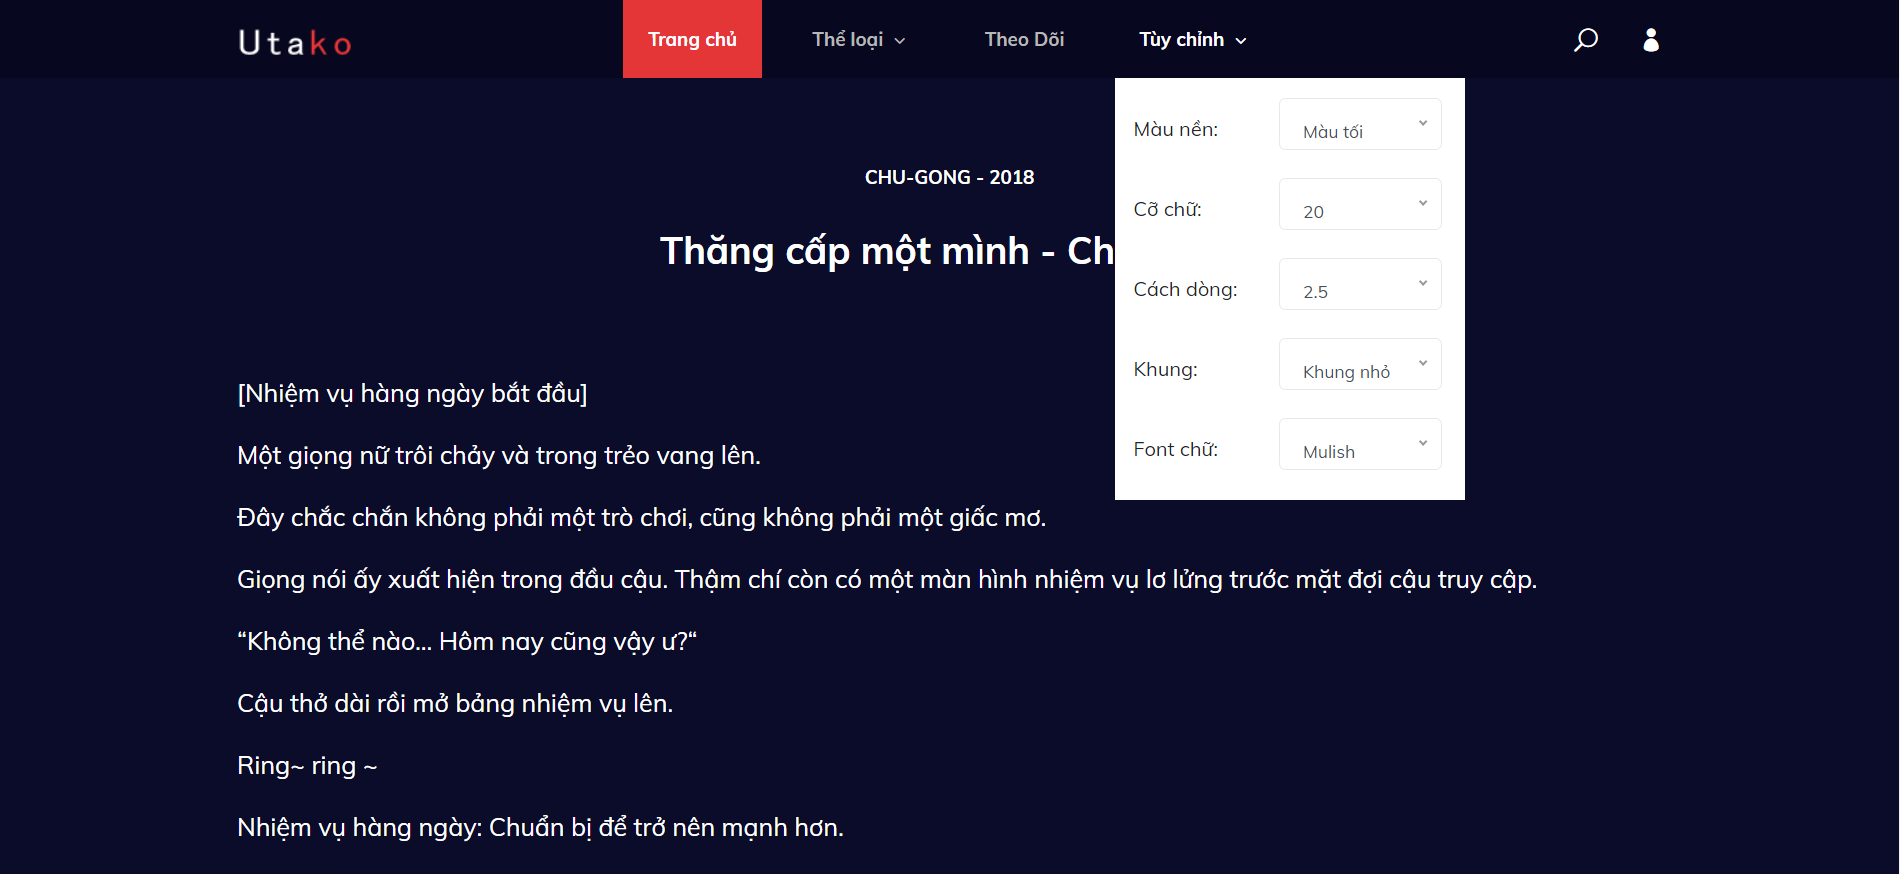 Utako
Trang chủ
Thể loại
Theo Dõi
Tùy chỉnh
Màu nền: Màu tối
Cỡ chữ: 20
Cách dòng: 2.5
Khung: Khung nhỏ
Font chữ: Mulish
CHU-GONG - 2018
Thăng cấp một mình - Ch
[Nhiệm vụ hàng ngày bắt đầu]
Một giọng nữ trôi chảy và trong trẻo vang lên.
Đây chắc chắn không phải một trò chơi, cũng không phải một giấc mơ.
Giọng nói ấy xuất hiện trong đầu cậu. Thậm chí còn có một màn hình nhiệm vụ lơ lửng trước mặt đợi cậu truy cập.
“Không thể nào... Hôm nay cũng vậy ư?“
Cậu thở dài rồi mở bảng nhiệm vụ lên.
Ring~ ring ~
Nhiệm vụ hàng ngày: Chuẩn bị để trở nên mạnh hơn.